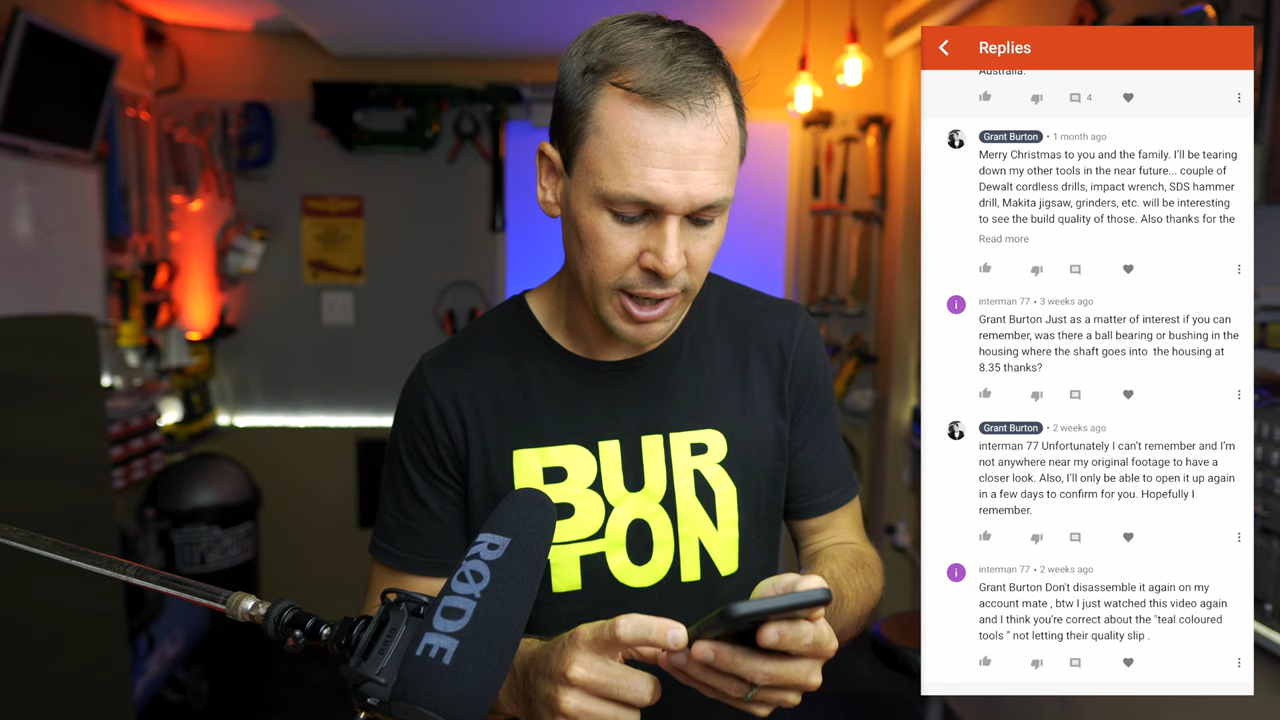 BUR
TON
RØDE
Replies
Australia.
4
Grant Burton • 1 month ago
Merry Christmas to you and the family. I'll be tearing
down my other tools in the near future... couple of
Dewalt cordless drills, impact wrench, SDS hammer
drill, Makita jigsaw, grinders, etc. will be interesting
to see the build quality of those. Also thanks for the
Read more
i
interman 77 • 3 weeks ago
Grant Burton Just as a matter of interest if you can
remember, was there a ball bearing or bushing in the
housing where the shaft goes into the housing at
8.35 thanks?
Grant Burton • 2 weeks ago
interman 77 Unfortunately I can't remember and I'm
not anywhere near my original footage to have a
closer look. Also, I'll only be able to open it up again
in a few days to confirm for you. Hopefully I
remember.
i
interman 77 • 2 weeks ago
Grant Burton Don't disassemble it again on my
account mate , btw I just watched this video again
and I think you're correct about the "teal coloured
tools " not letting their quality slip .